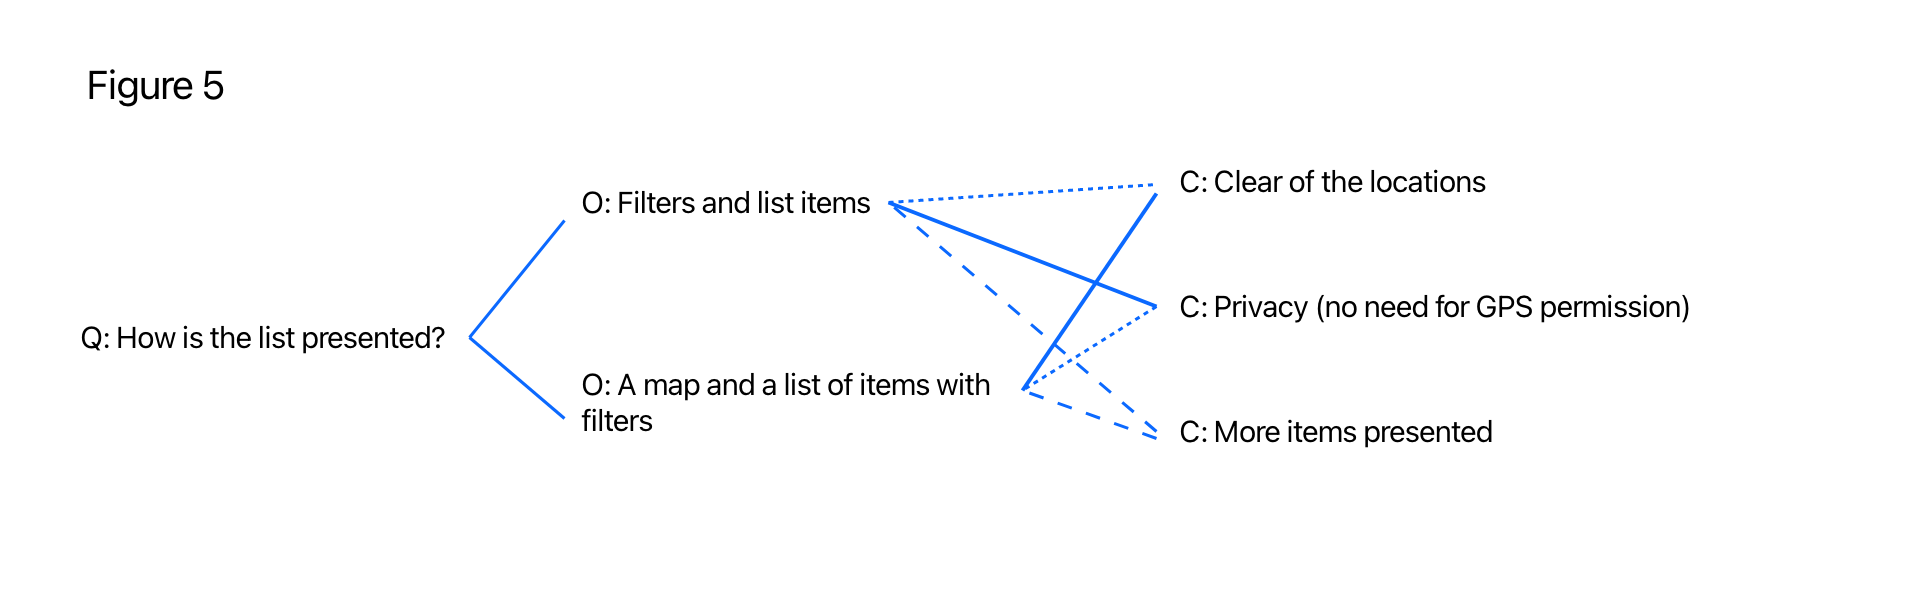 Figure 5
Q: How is the list presented?
O: Filters and list items
O: A map and a list of items with
filters
C: Clear of the locations
C: Privacy (no need for GPS permission)
C: More items presented